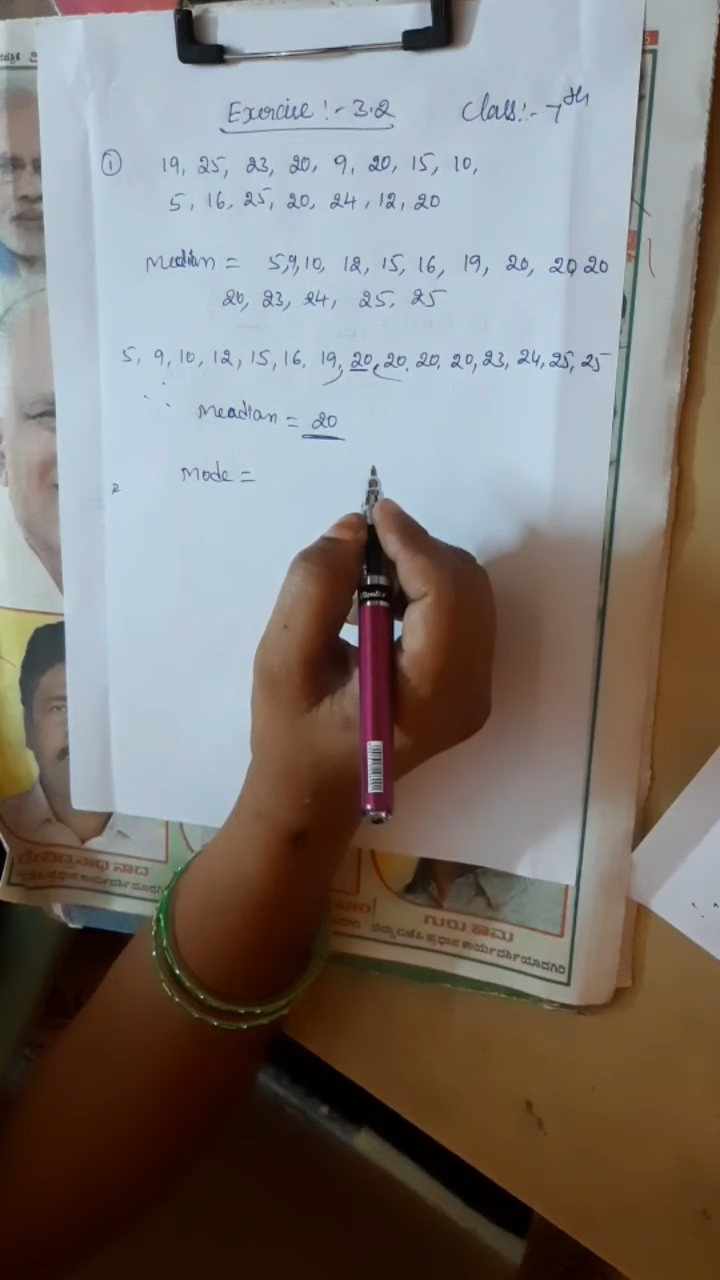 Exercise :- 3.2 Class :- 7th
① 19, 25, 23, 20, 9, 20, 15, 10,
5, 16, 25, 20, 24, 12, 20
Median = 5,9,10, 12, 15, 16, 19, 20, 20 20
20, 23, 24, 25, 25
5, 9, 10, 12, 15, 16, 19, 20, 20, 20, 20, 23, 24, 25, 25
∴ Meadian = 20
Mode =
ಗುರು ಕಾಮ